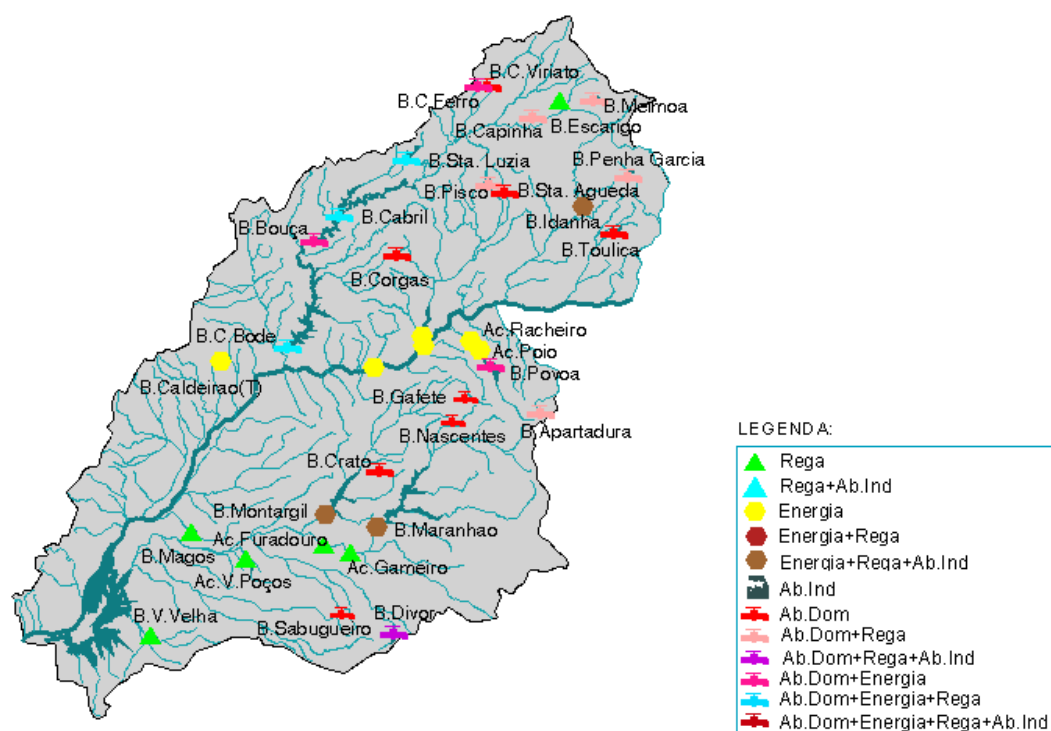 B.C.Viriato
B.C.Ferro
B.Meimoa
B.Capinha
B.Escarigo
B.Sta. Luzia
B.Penha Garcia
B.Pisco
B.Sta. Agueda
B.Cabril
B.Idanha
B.Bouça
B.Toulica
B.Corgas
B.C.Bode
Ac.Racheiro
Ac.Poio
B.Caldeirao(T)
B.Povoa
B.Gafete
B.Nascentes
B.Apartadura
B.Crato
B.Montargil
B.Maranhao
Ac.Furadouro
B.Magos
Ac.Gameiro
Ac.V.Poços
B.V.Velha
B.Divor
B.Sabugueiro
LEGENDA:
Rega
Rega+Ab.Ind
Energia
Energia+Rega
Energia+Rega+Ab.Ind
Ab.Ind
Ab.Dom
Ab.Dom+Rega
Ab.Dom+Rega+Ab.Ind
Ab.Dom+Energia
Ab.Dom+Energia+Rega
Ab.Dom+Energia+Rega+Ab.Ind